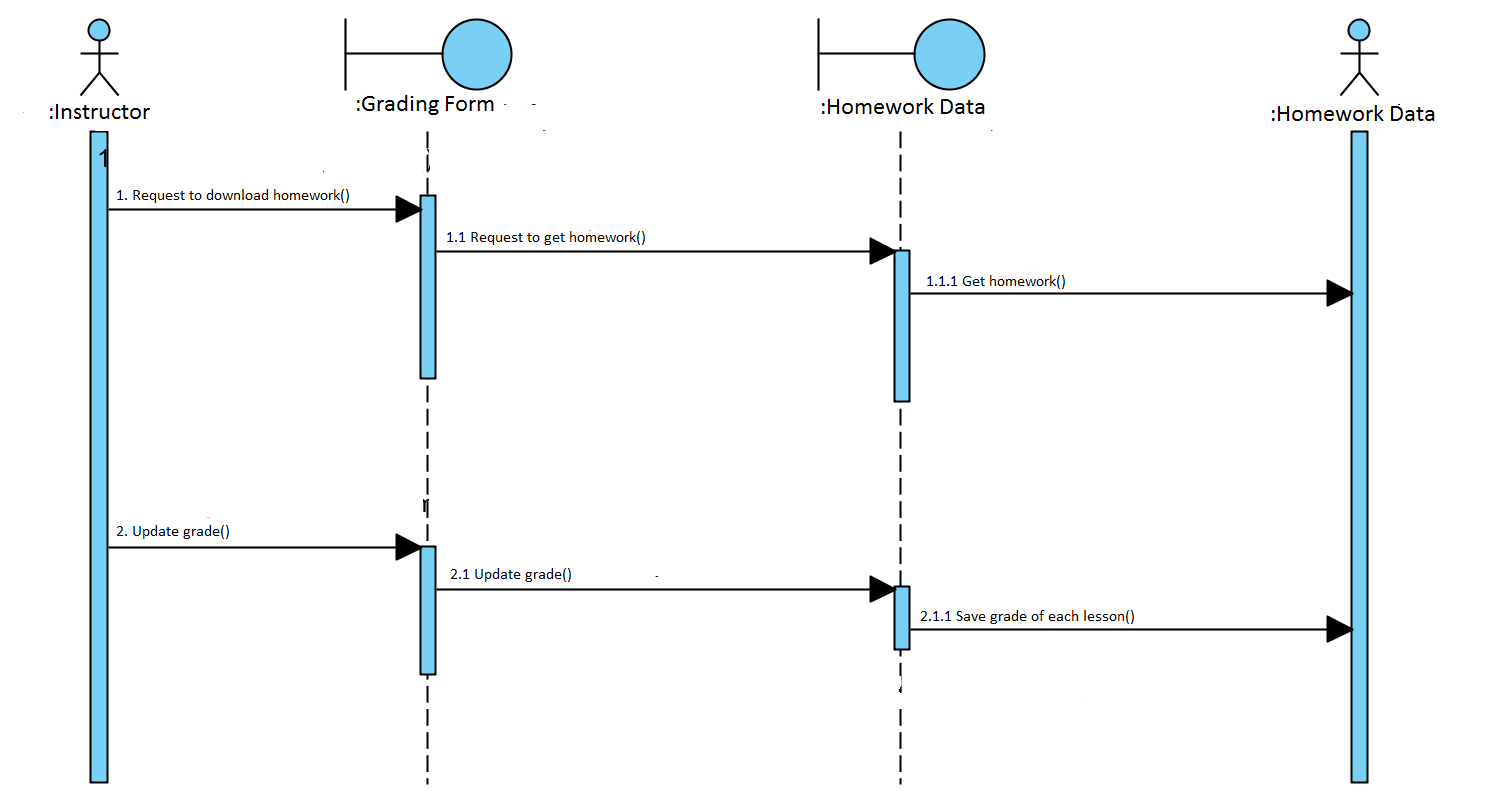 :Instructor
:Grading Form
:Homework Data
:Homework Data
1
1. Request to download homework()
1.1 Request to get homework()
1.1.1 Get homework()
2. Update grade()
2.1 Update grade()
2.1.1 Save grade of each lesson()